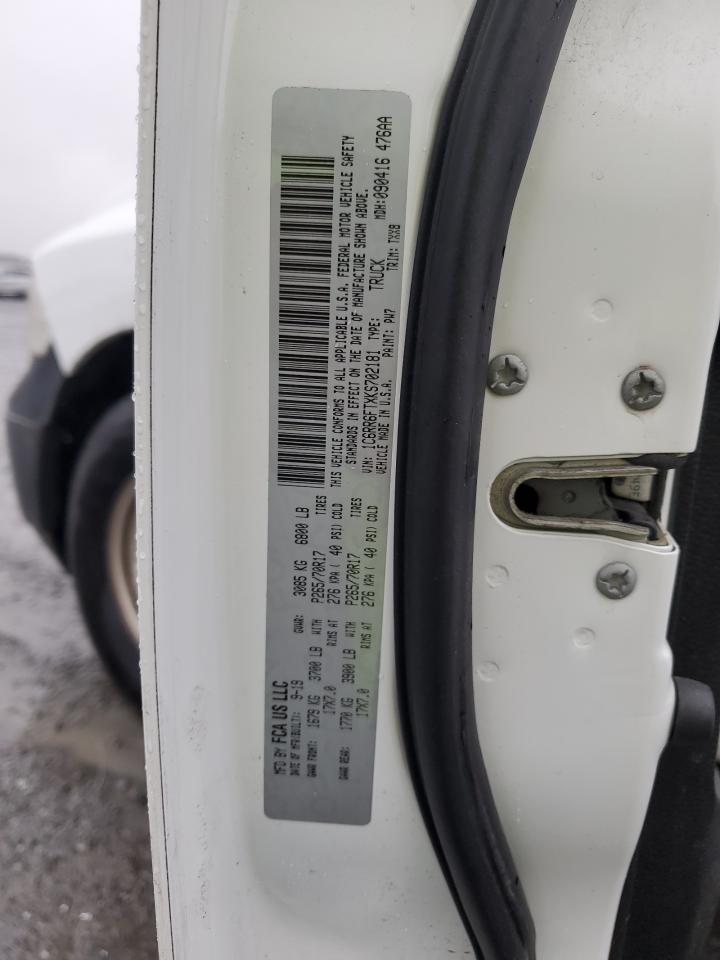 MFD BY FCA US LLC
DATE OF MFR(BUILT): 9-19 GVWR: 3085 KG 6800 LB
GAWR FRONT: 1679 KG 3700 LB WITH P265/70R17 TIRES
17X7.0 RIMS AT 276 KPA ( 40 PSI) COLD
GAWR REAR: 1770 KG 3900 LB WITH P265/70R17 TIRES
17X7.0 RIMS AT 276 KPA ( 40 PSI) COLD
THIS VEHICLE CONFORMS TO ALL APPLICABLE U.S.A. FEDERAL MOTOR VEHICLE SAFETY
STANDARDS IN EFFECT ON THE DATE OF MANUFACTURE SHOWN ABOVE.
VIN: 1C6RR6FTXKS702181 TYPE: TRUCK MDH:090416 476AA
VEHICLE MADE IN U.S.A. PAINT: PW7 TRIM: TXX8